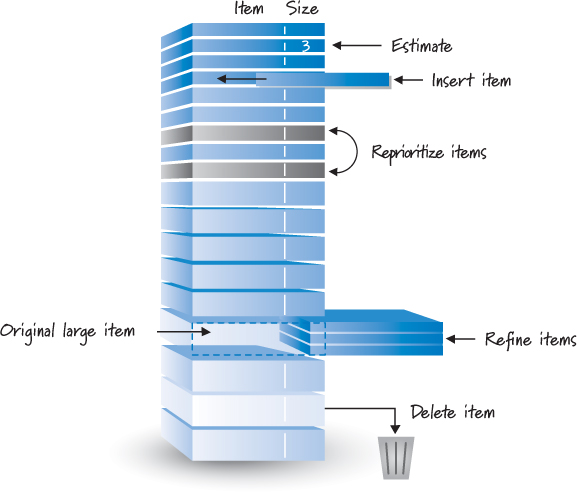 Item Size
3
Estimate
Insert item
Reprioritize items
Original large item
Refine items
Delete item